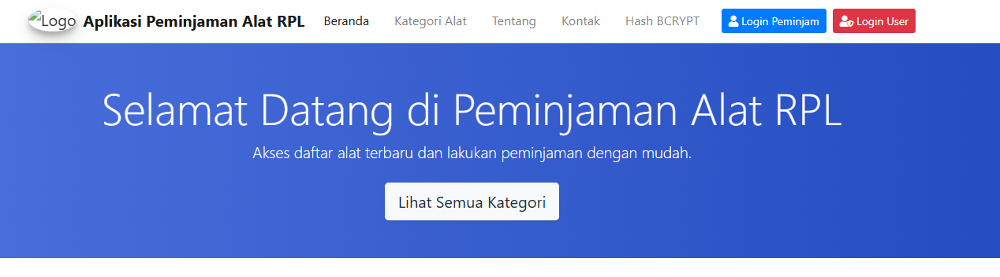 Logo Aplikasi Peminjaman Alat RPL Beranda Kategori Alat Tentang Kontak Hash BCRYPT Login Peminjam Login User
Selamat Datang di Peminjaman Alat RPL
Akses daftar alat terbaru dan lakukan peminjaman dengan mudah.
Lihat Semua Kategori